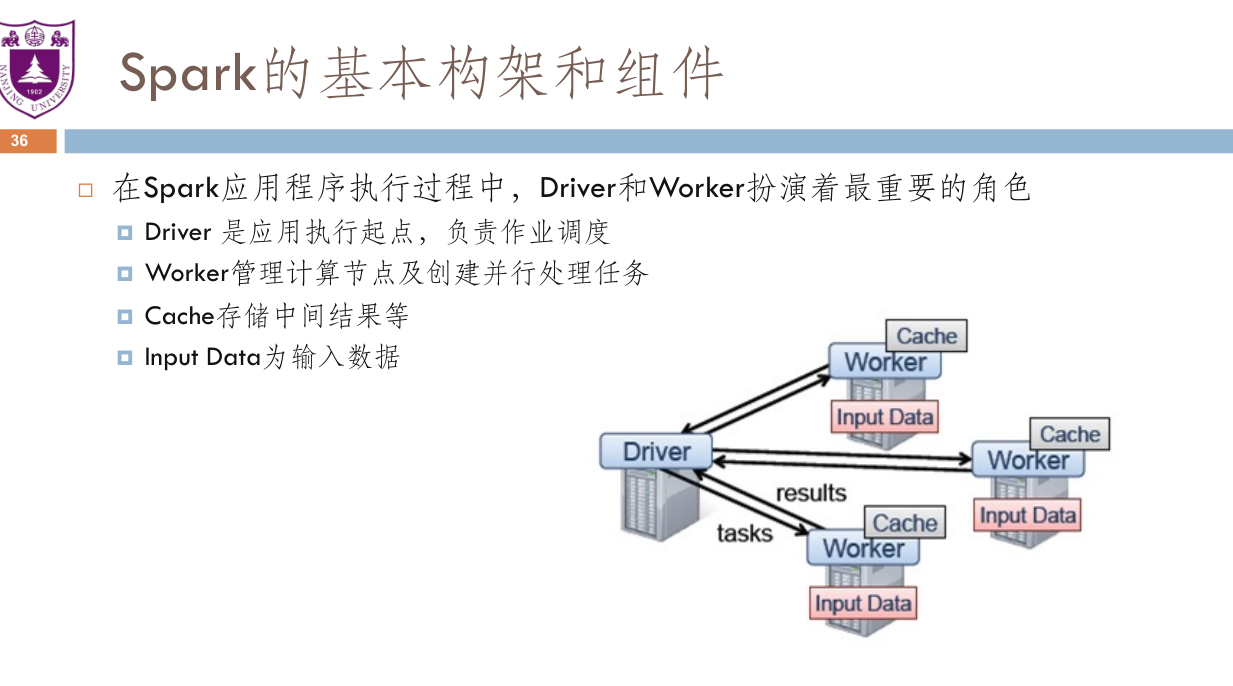 NANJING UNIVERSITY
1902
Spark的基本构架和组件
36
在Spark应用程序执行过程中，Driver和Worker扮演着最重要的角色
Driver 是应用执行起点，负责作业调度
Worker管理计算节点及创建并行处理任务
Cache存储中间结果等
Input Data为输入数据
Cache
Worker
Input Data
Driver
Cache
Worker
Input Data
results
tasks
Cache
Worker
Input Data